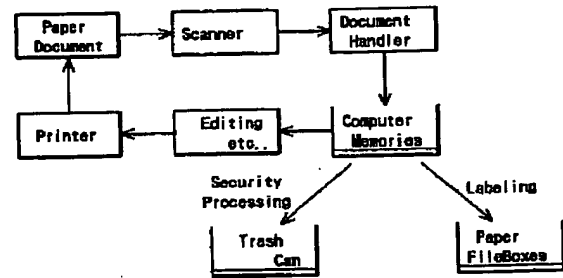 Paper
Document
Scanner
Document
Handler
Printer
Editing
etc..
Computer
Memories
Security
Processing
Labeling
Trash
Can
Paper
FileBoxes